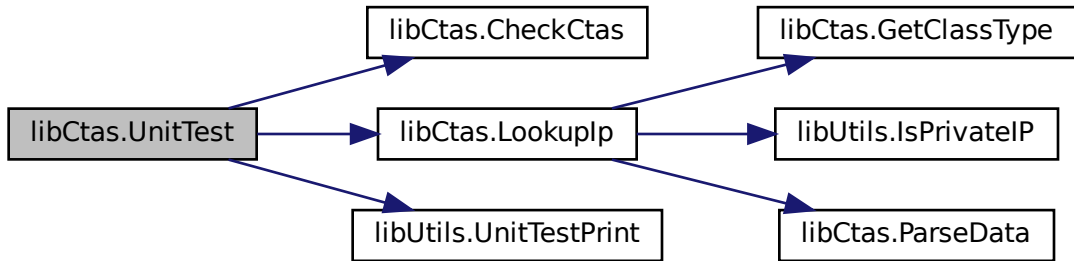 libCtas.UnitTest
libCtas.CheckCtas
libCtas.LookupIp
libUtils.UnitTestPrint
libCtas.GetClassType
libUtils.IsPrivateIP
libCtas.ParseData